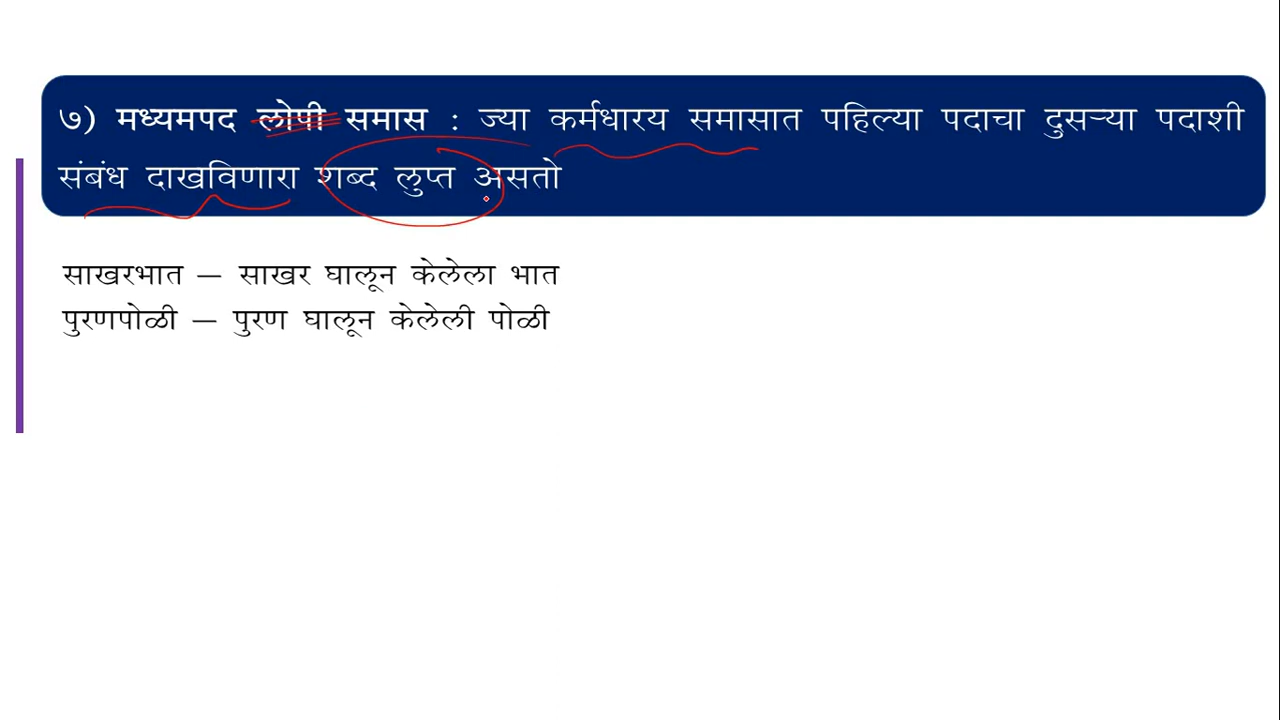 ७) मध्यमपद लोपी समास : ज्या कर्मधारय समासात पहिल्या पदाचा दुसऱ्या पदाशी
संबंध दाखविणारा शब्द लुप्त असतो
साखरभात – साखर घालून केलेला भात
पुरणपोळी – पुरण घालून केलेली पोळी